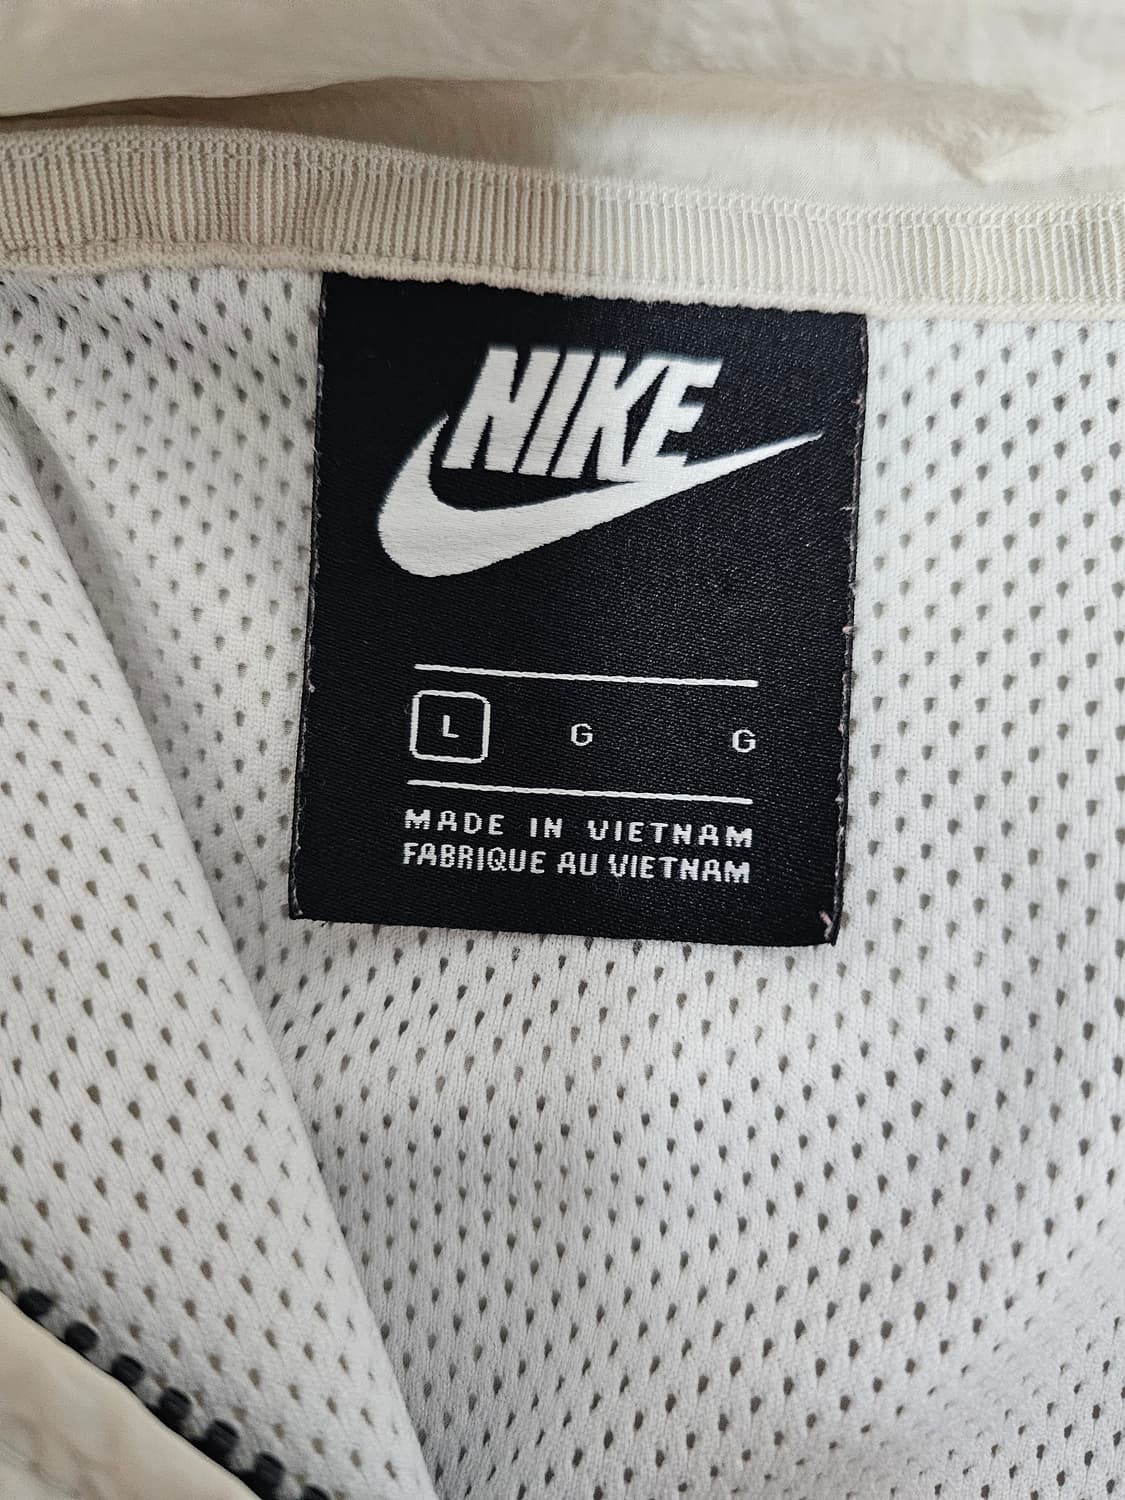 NIKE
L G G
MADE IN VIETNAM
FABRIQUE AU VIETNAM